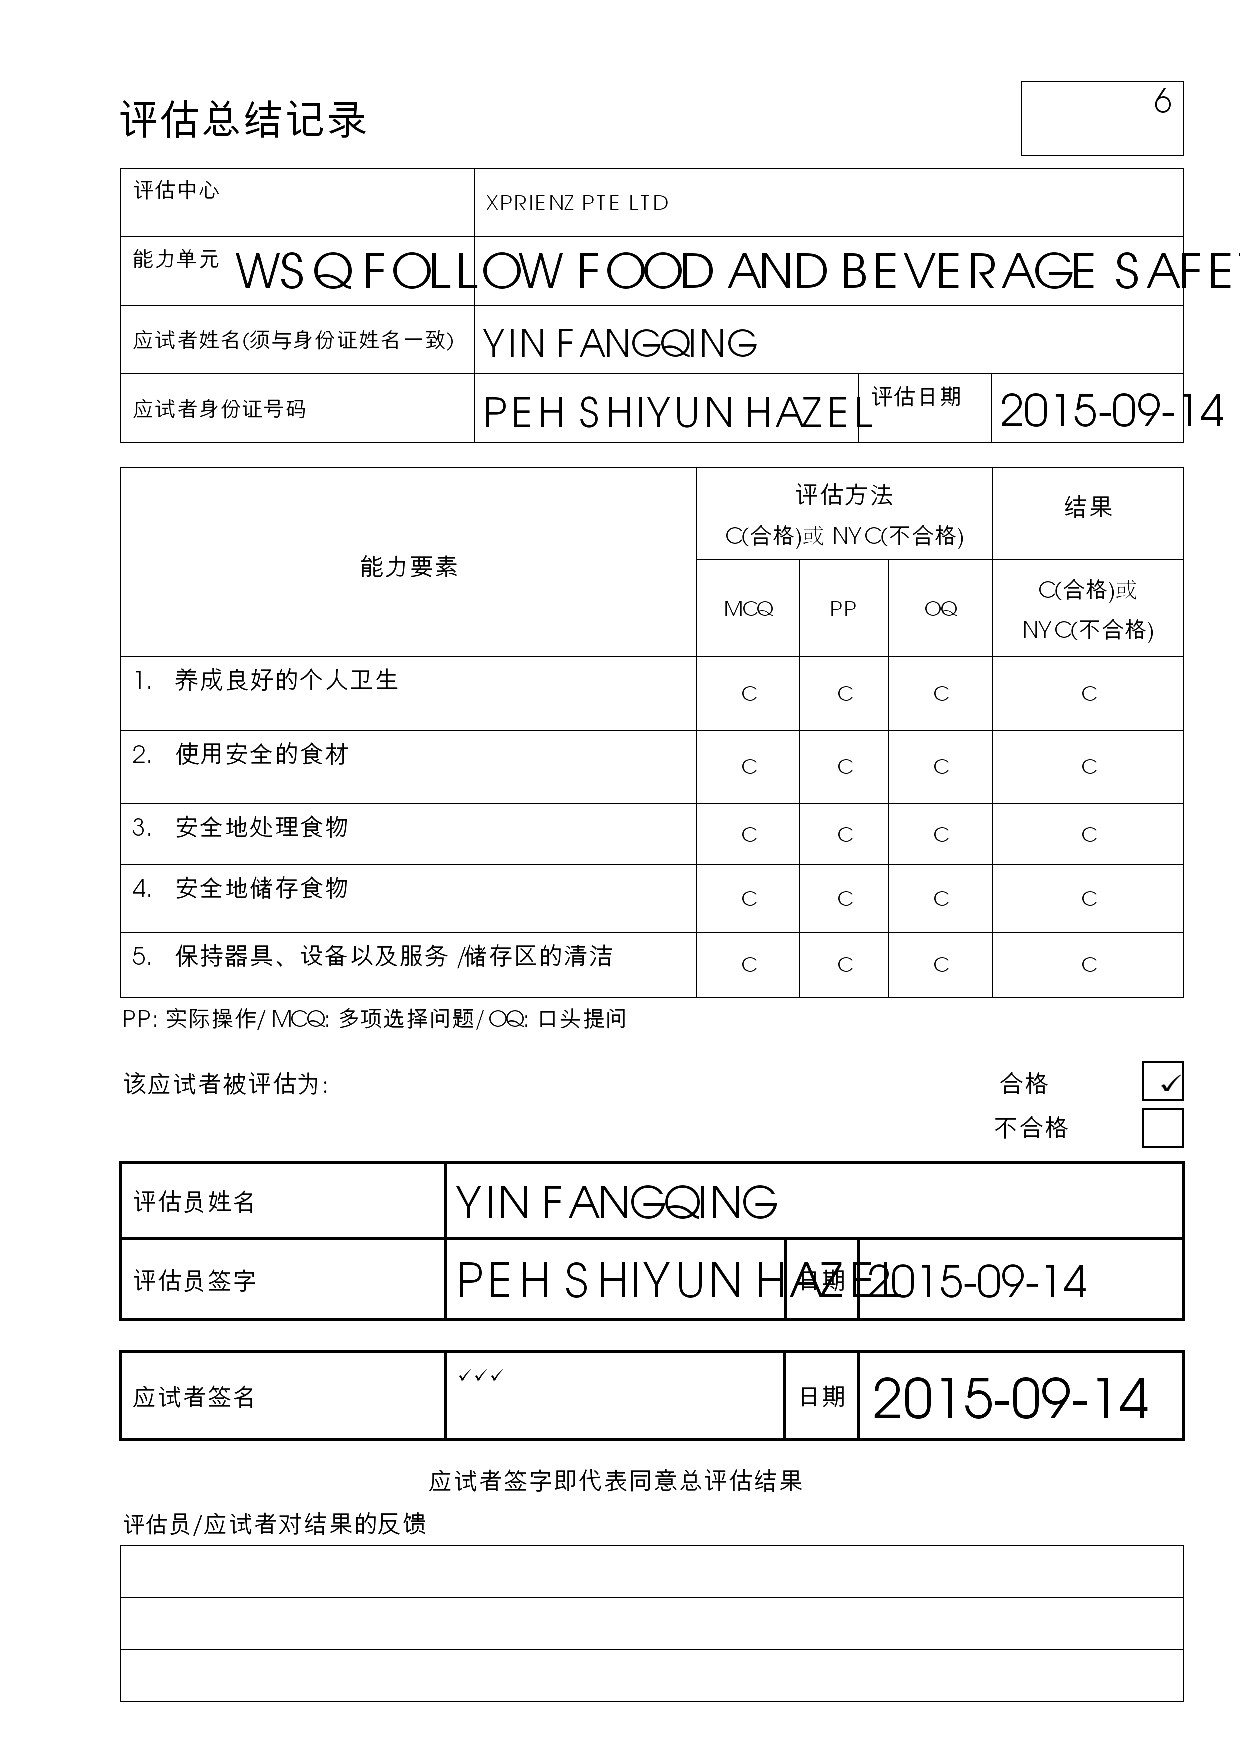 6
评估总结记录
评估中心 XPRIENZ PTE LTD
能力单元 WSQ FOLLOW FOOD AND BEVERAGE SAFE
应试者姓名(须与身份证姓名一致) YIN FANGQING
应试者身份证号码 PEH SHIYUN HAZEL 评估日期 2015-09-14
能力要素 评估方法 结果
C(合格)或 NYC(不合格)
MCQ PP OQ C(合格)或
NYC(不合格)
1. 养成良好的个人卫生 C C C C
2. 使用安全的食材 C C C C
3. 安全地处理食物 C C C C
4. 安全地储存食物 C C C C
5. 保持器具、设备以及服务 /储存区的清洁 C C C C
PP: 实际操作/ MCQ: 多项选择问题/ OQ: 口头提问
该应试者被评估为: 合格 ✓
不合格
评估员姓名 YIN FANGQING
评估员签字 PEH SHIYUN HAZEL 日期 2015-09-14
应试者签名 ✓✓✓ 日期 2015-09-14
应试者签字即代表同意总评估结果
评估员/应试者对结果的反馈